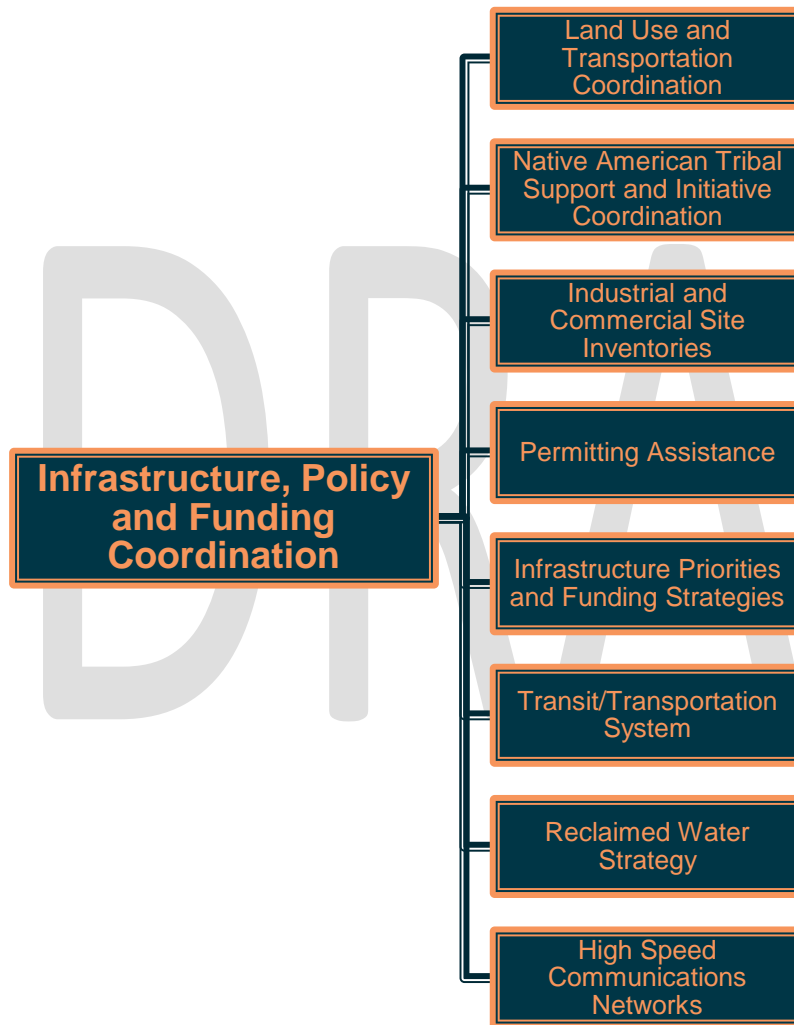 Land Use and
Transportation
Coordination
Native American Tribal
Support and Initiative
Coordination
Industrial and
Commercial Site
Inventories
Permitting Assistance
Infrastructure, Policy
and Funding
Coordination
Infrastructure Priorities
and Funding Strategies
Transit/Transportation
System
Reclaimed Water
Strategy
High Speed
Communications
Networks
DRA